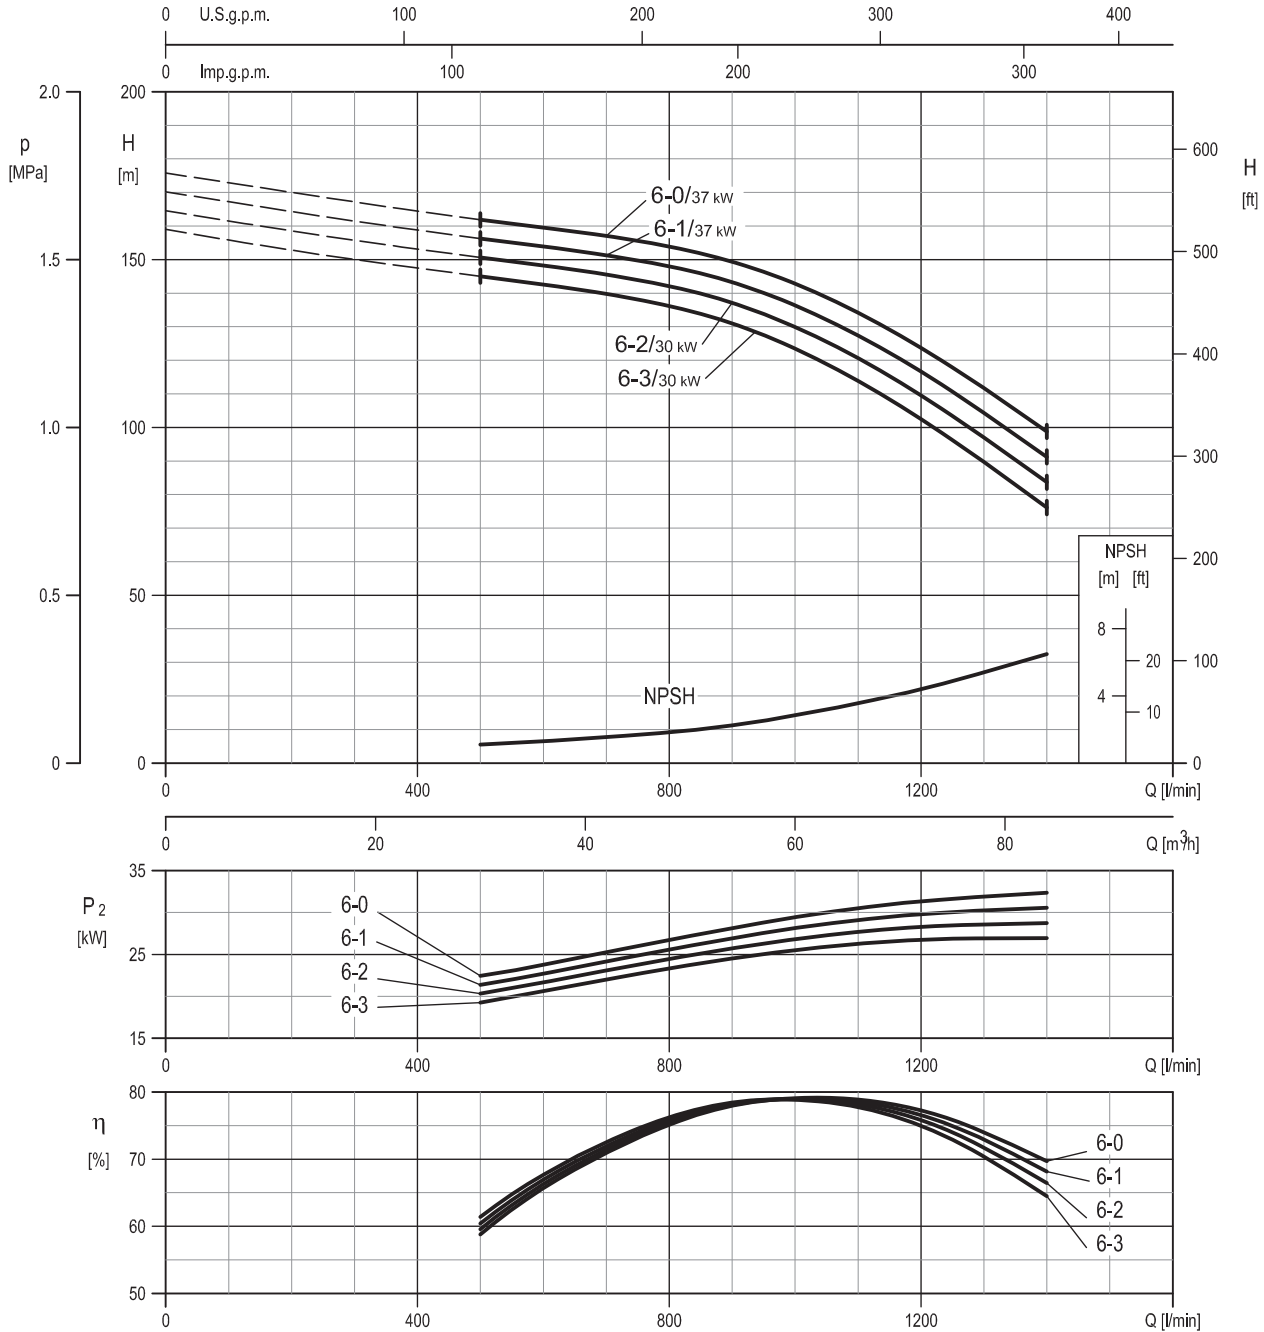 0 U.S.g.p.m. 100 200 300 400
0 Imp.g.p.m. 100 200 300
2.0 200
p H 600 H
[MPa] [m] [ft]
6-0/37 kW
6-1/37 kW
1.5 150 500
6-2/30 kW 400
6-3/30 kW
1.0 100 300
NPSH
[m] [ft]
200
0.5 50
8
20 100
NPSH 4 10
0 0 0
0 400 800 1200 Q [l/min]
0 20 40 60 80 Q [m³/h]
35
P2 6-0
[kW] 6-1
25
6-2
6-3
15
0 400 800 1200 Q [l/min]
80
η
[%] 6-0
70
6-1
6-2
60
6-3
50
0 400 800 1200 Q [l/min]